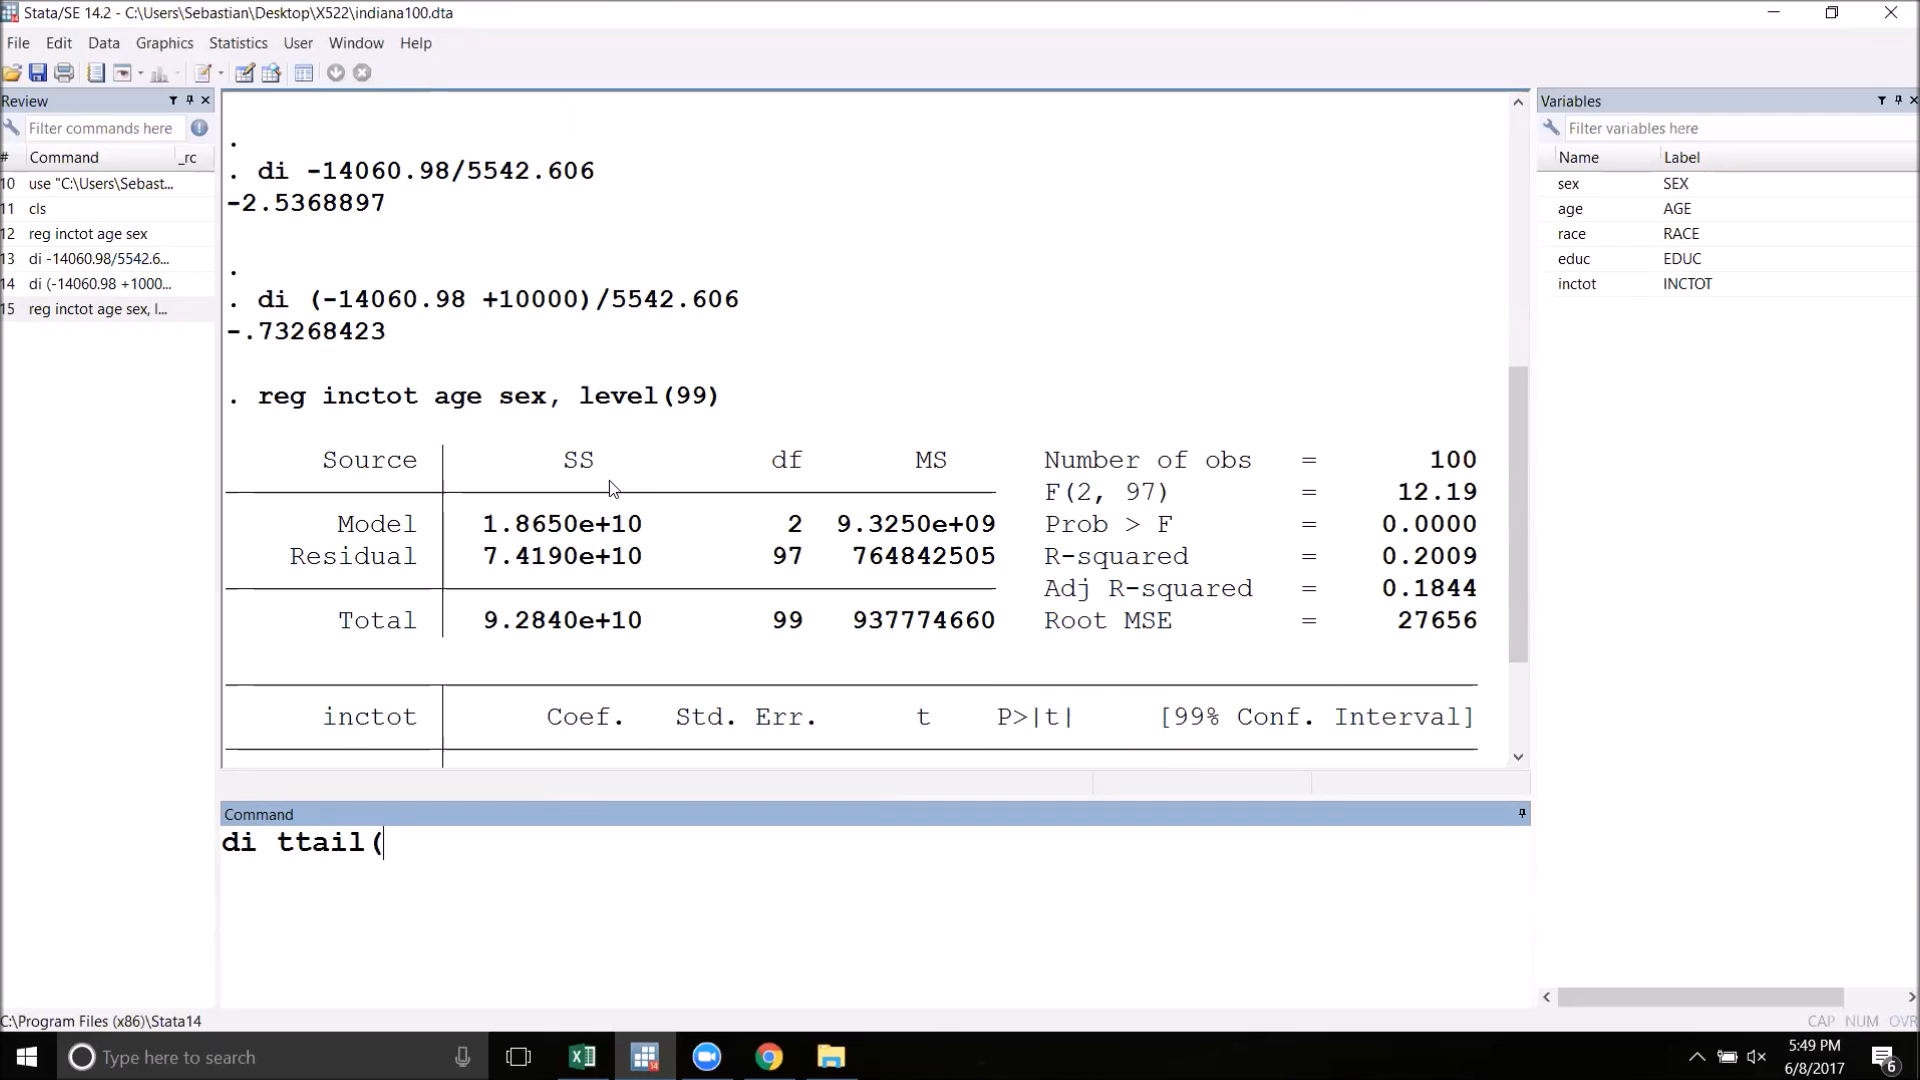 Stata/SE 14.2 - C:\Users\Sebastian\Desktop\X522\indiana100.dta
File Edit Data Graphics Statistics User Window Help
Review
Filter commands here
# Command _rc
10 use "C:\Users\Sebast...
11 cls
12 reg inctot age sex
13 di -14060.98/5542.6...
14 di (-14060.98 +1000...
15 reg inctot age sex, l...
.
. di -14060.98/5542.606
-2.5368897
.
. di (-14060.98 +10000)/5542.606
-.73268423
. reg inctot age sex, level(99)
Source SS df MS Number of obs = 100
F(2, 97) = 12.19
Model 1.8650e+10 2 9.3250e+09 Prob > F = 0.0000
Residual 7.4190e+10 97 764842505 R-squared = 0.2009
Adj R-squared = 0.1844
Total 9.2840e+10 99 937774660 Root MSE = 27656
inctot Coef. Std. Err. t P>|t| [99% Conf. Interval]
Command
di ttail(
Variables
Filter variables here
Name Label
sex SEX
age AGE
race RACE
educ EDUC
inctot INCTOT
C:\Program Files (x86)\Stata14
CAP NUM OVR
Type here to search
14
5:49 PM
6/8/2017
6